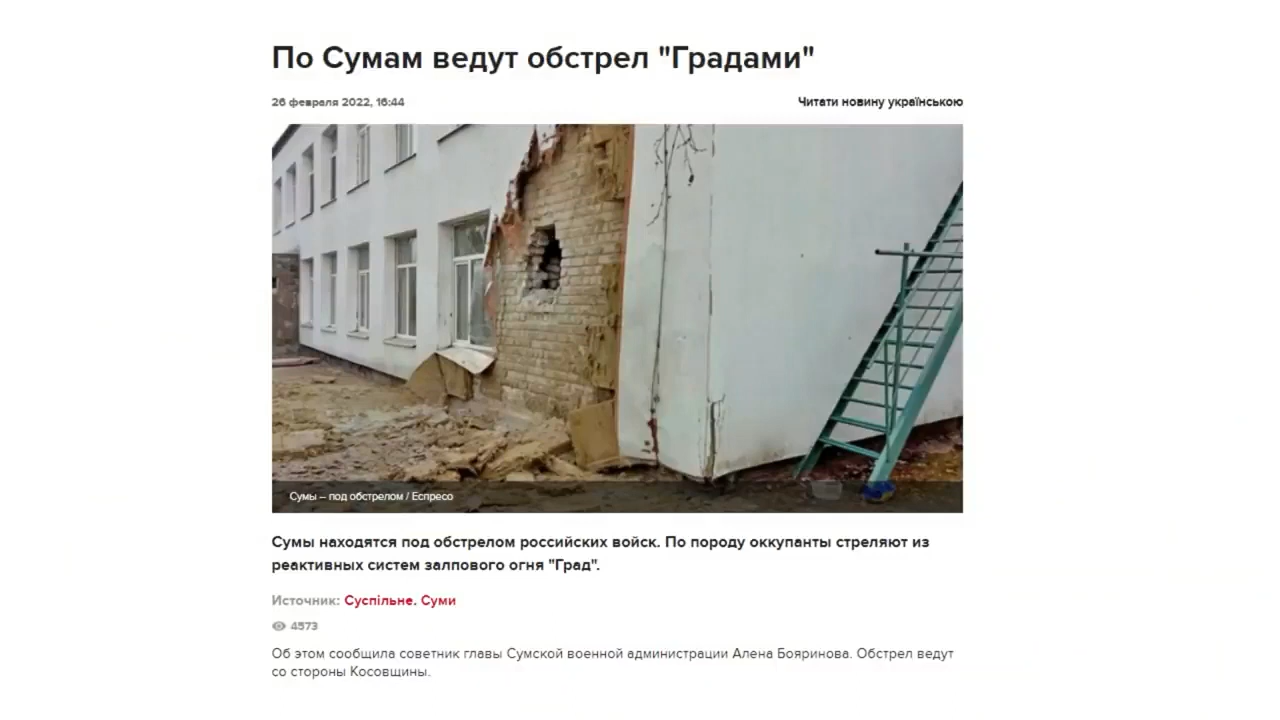 По Сумам ведут обстрел "Градами"
26 февраля 2022, 16:44
Читати новину українською
Сумы – под обстрелом / Еспресо
Сумы находятся под обстрелом российских войск. По породу оккупанты стреляют из
реактивных систем залпового огня "Град".
Источник: Суспільне. Суми
4573
Об этом сообщила советник главы Сумской военной администрации Алена Бояринова. Обстрел ведут
со стороны Косовщины.